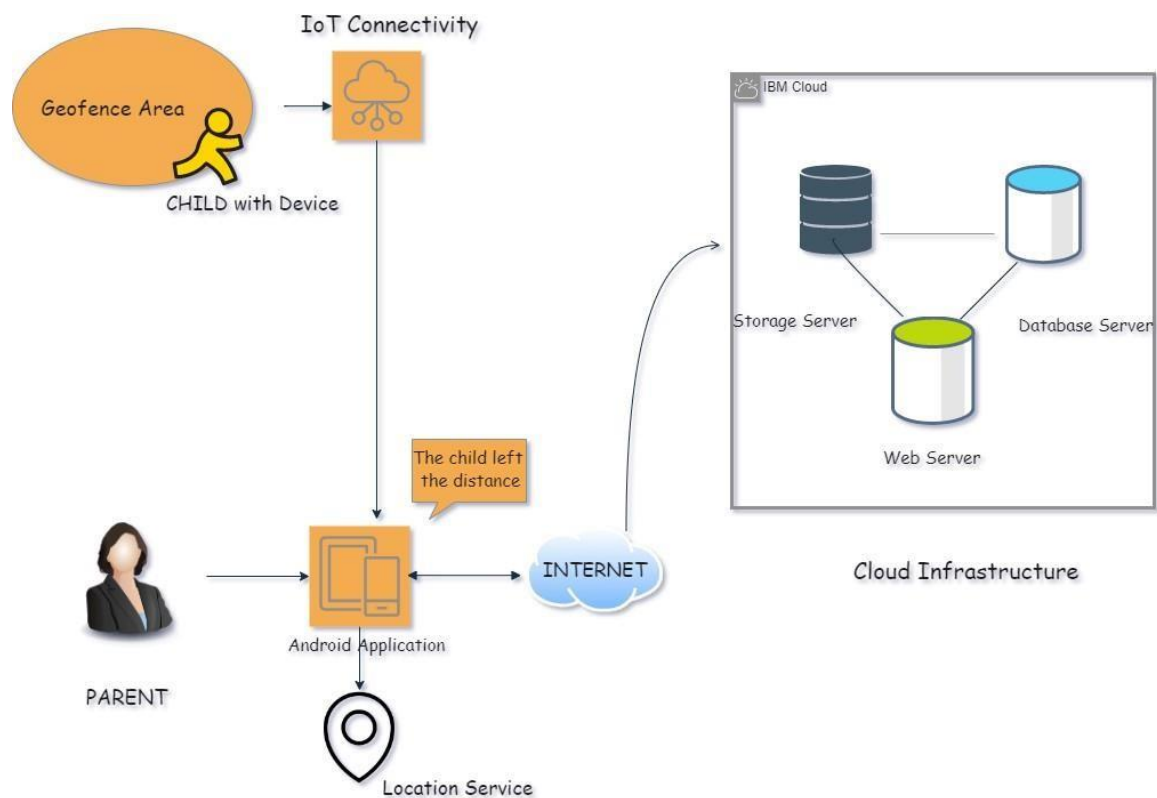 IoT Connectivity
Geofence Area
CHILD with Device
IBM Cloud
Storage Server
Database Server
Web Server
The child left
the distance
INTERNET
Cloud Infrastructure
Android Application
PARENT
Location Service